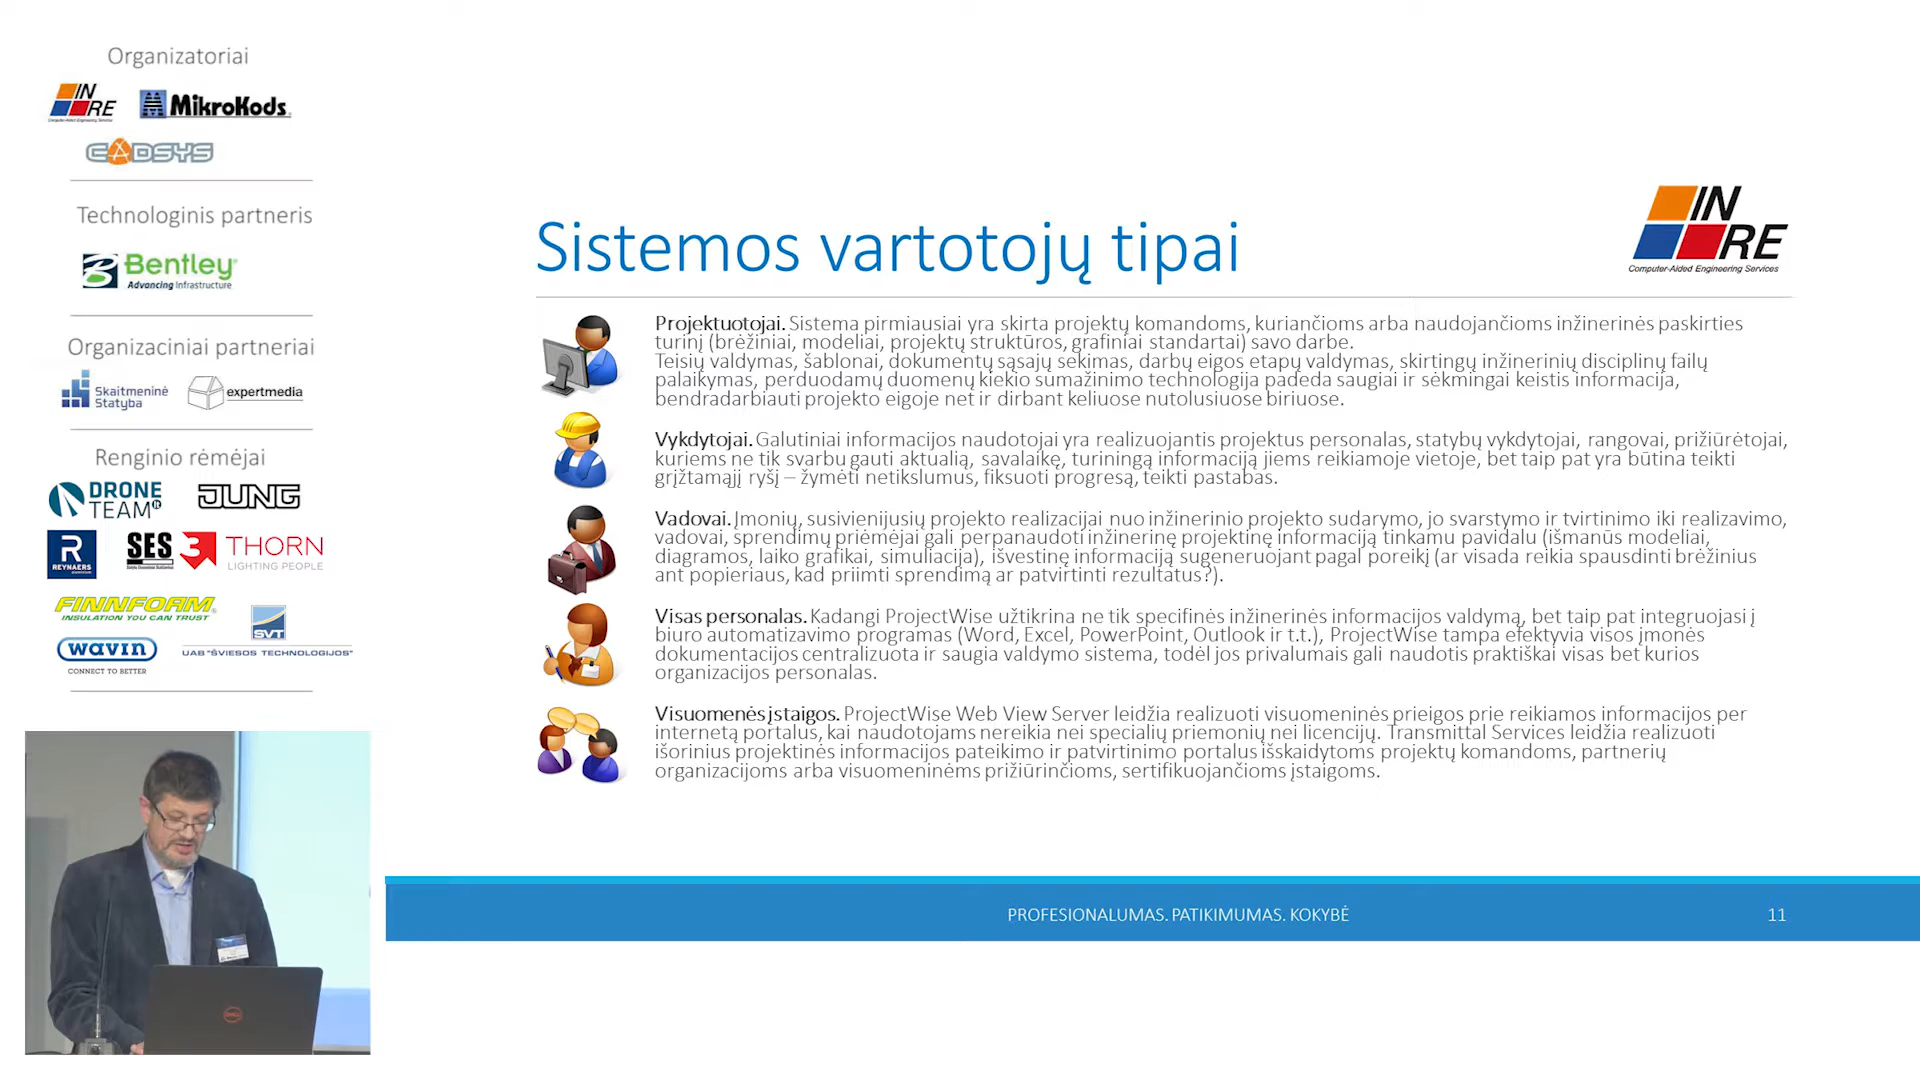 Organizatoriai
IN RE
Computer-Aided Engineering Services
MikroKods
CADSYS
Technologinis partneris
Bentley
Advancing Infrastructure
Organizaciniai partneriai
Skaitmeninė Statyba
expertmedia
Renginio rėmėjai
DRONE TEAM lt
JUNG
R REYNAERS
SES
THORN
LIGHTING PEOPLE
FINNFOAM
INSULATION YOU CAN TRUST
SVT
UAB "ŠVIESOS TECHNOLOGIJOS"
wavin
CONNECT TO BETTER
Sistemos vartotojų tipai
IN RE
Computer-Aided Engineering Services
Projektuotojai. Sistema pirmiausiai yra skirta projektų komandoms, kuriančioms arba naudojančioms inžinerinės paskirties
turinį (brėžiniai, modeliai, projektų struktūros, grafiniai standartai) savo darbe.
Teisių valdymas, šablonai, dokumentų sąsajų sekimas, darbų eigos etapų valdymas, skirtingų inžinerinių disciplinų failų
palaikymas, perduodamų duomenų kiekio sumažinimo technologija padeda saugiai ir sėkmingai keistis informacija,
bendradarbiauti projekto eigoje net ir dirbant keliuose nutolusiuose biriuose.
Vykdytojai. Galutiniai informacijos naudotojai yra realizuojantis projektus personalas, statybų vykdytojai, rangovai, prižiūrėtojai,
kuriems ne tik svarbu gauti aktualią, savalaikę, turiningą informaciją jiems reikiamoje vietoje, bet taip pat yra būtina teikti
grįžtamąjį ryšį – žymėti netikslumus, fiksuoti progresą, teikti pastabas.
Vadovai. Įmonių, susivienijusių projekto realizacijai nuo inžinerinio projekto sudarymo, jo svarstymo ir tvirtinimo iki realizavimo,
vadovai, sprendimų priėmėjai gali perpanaudoti inžinerinę projektinę informaciją tinkamu pavidalu (išmanūs modeliai,
diagramos, laiko grafikai, simuliacija), išvestinę informaciją sugeneruojant pagal poreikį (ar visada reikia spausdinti brėžinius
ant popieriaus, kad priimti sprendimą ar patvirtinti rezultatus?).
Visas personalas. Kadangi ProjectWise užtikrina ne tik specifinės inžinerinės informacijos valdymą, bet taip pat integruojasi į
biuro automatizavimo programas (Word, Excel, PowerPoint, Outlook ir t.t.), ProjectWise tampa efektyvia visos įmonės
dokumentacijos centralizuota ir saugia valdymo sistema, todėl jos privalumais gali naudotis praktiškai visas bet kurios
organizacijos personalas.
Visuomenės įstaigos. ProjectWise Web View Server leidžia realizuoti visuomeninės prieigos prie reikiamos informacijos per
internetą portalus, kai naudotojams nereikia nei specialių priemonių nei licencijų. Transmittal Services leidžia realizuoti
išorinius projektinės informacijos pateikimo ir patvirtinimo portalus išskaidytoms projektų komandoms, partnerių
organizacijoms arba visuomeninėms prižiūrinčioms, sertifikuojančioms įstaigoms.
PROFESIONALUMAS. PATIKIMUMAS. KOKYBĖ
11
DELL